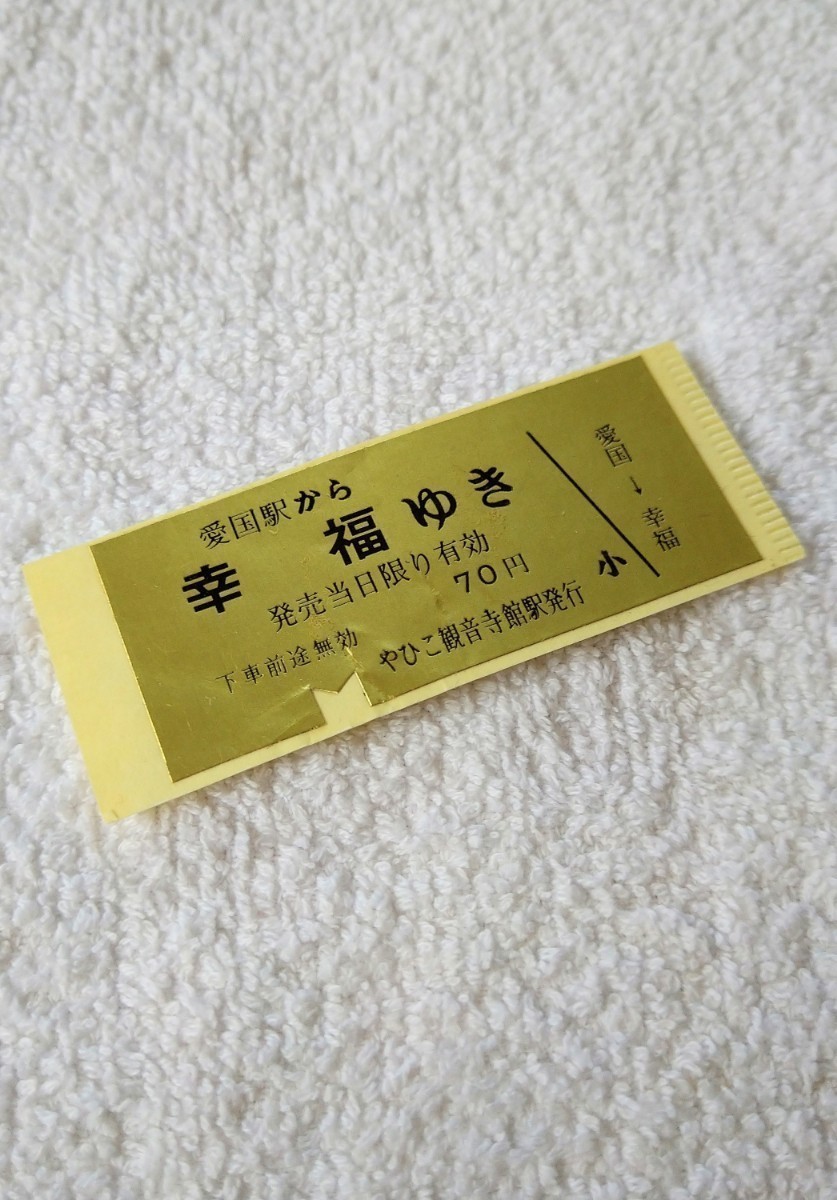 愛国駅から
幸福ゆき
発売当日限り有効
70円
下車前途無効
やひこ観音寺館駅発行
小
愛国→幸福